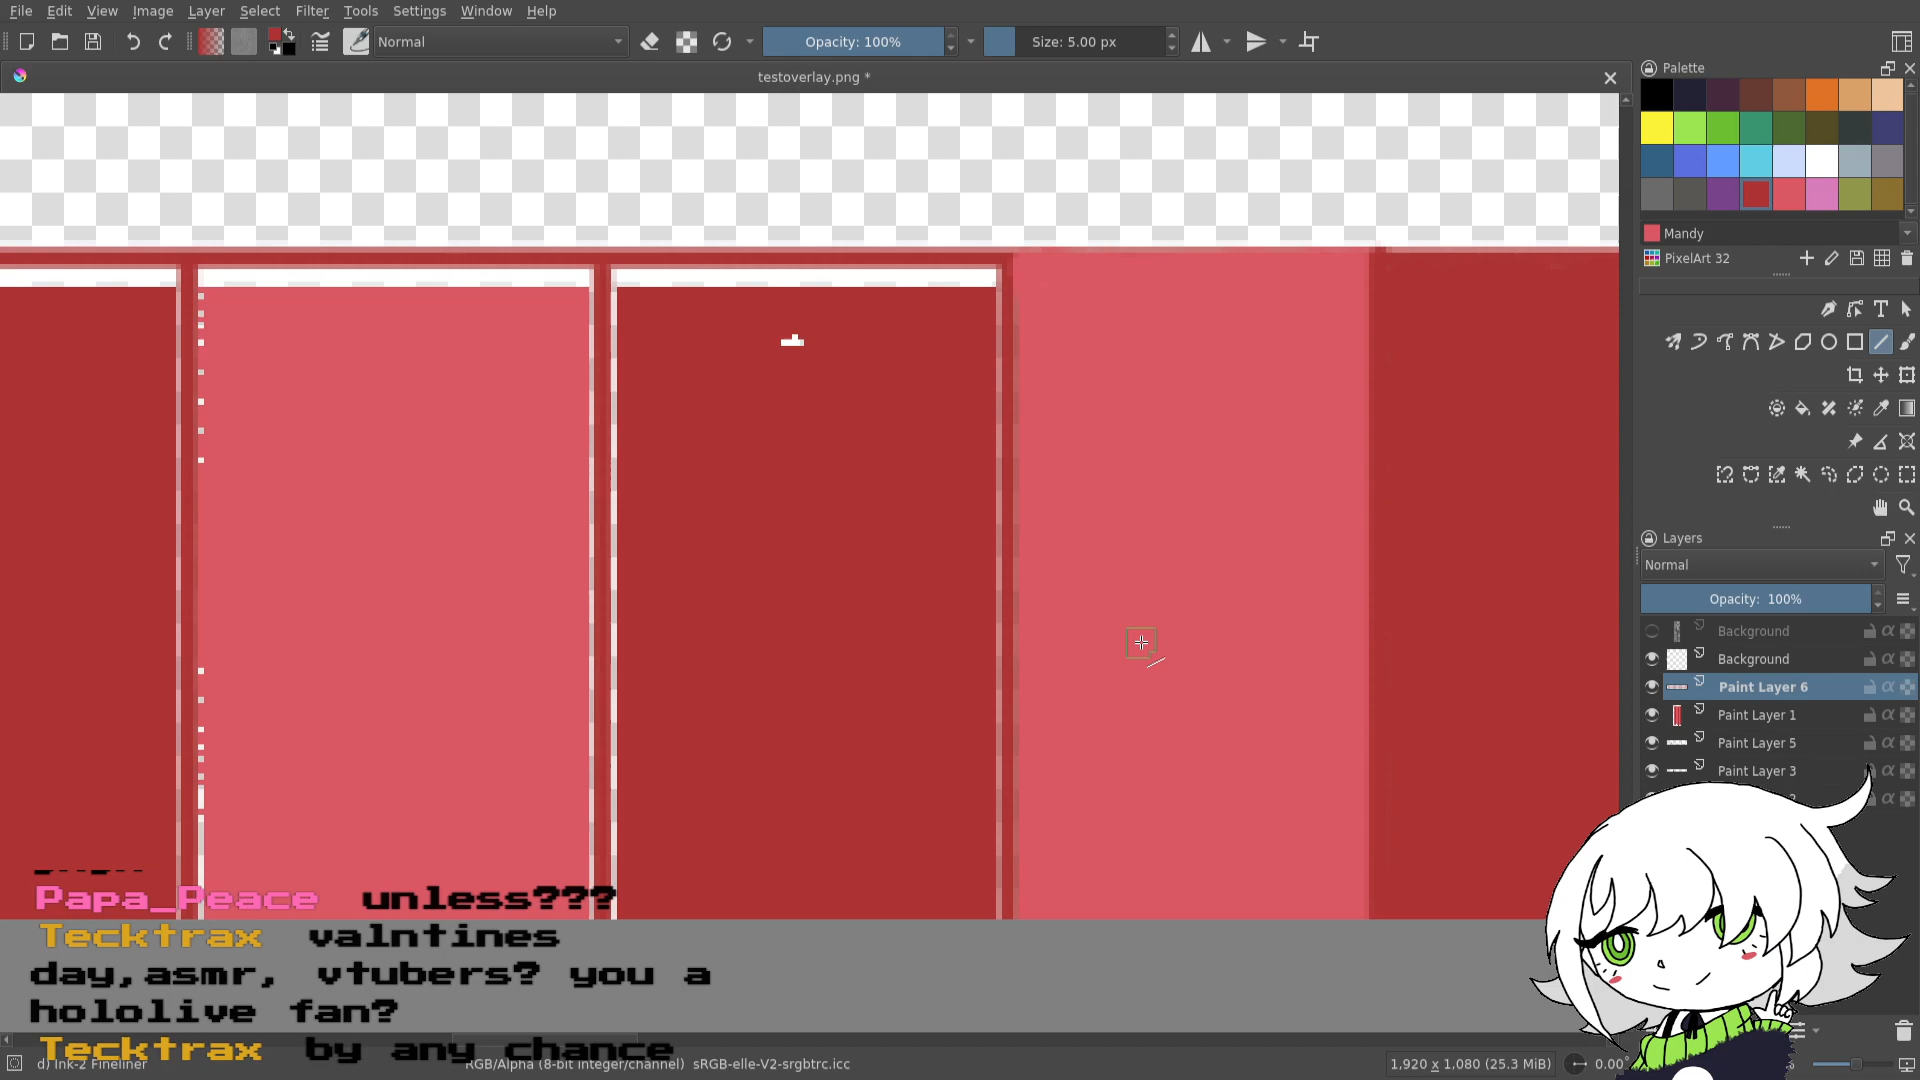 File Edit View Image Layer Select Filter Tools Settings Window Help
Normal Opacity: 100% Size: 5.00 px
testoverlay.png *
Palette
Mandy
PixelArt 32
Layers
Normal
Opacity: 100%
Background
Background
Paint Layer 6
Paint Layer 1
Paint Layer 5
Paint Layer 3
Papa_Peace unless???
Tecktrax valntines
day,asmr, vtubers? you a
hololive fan?
Tecktrax by any chance
d) Ink-2 Fineliner RGB/Alpha (8-bit integer/channel) sRGB-elle-V2-srgbtrc.icc 1,920 x 1,080 (25.3 MiB) 0.00°